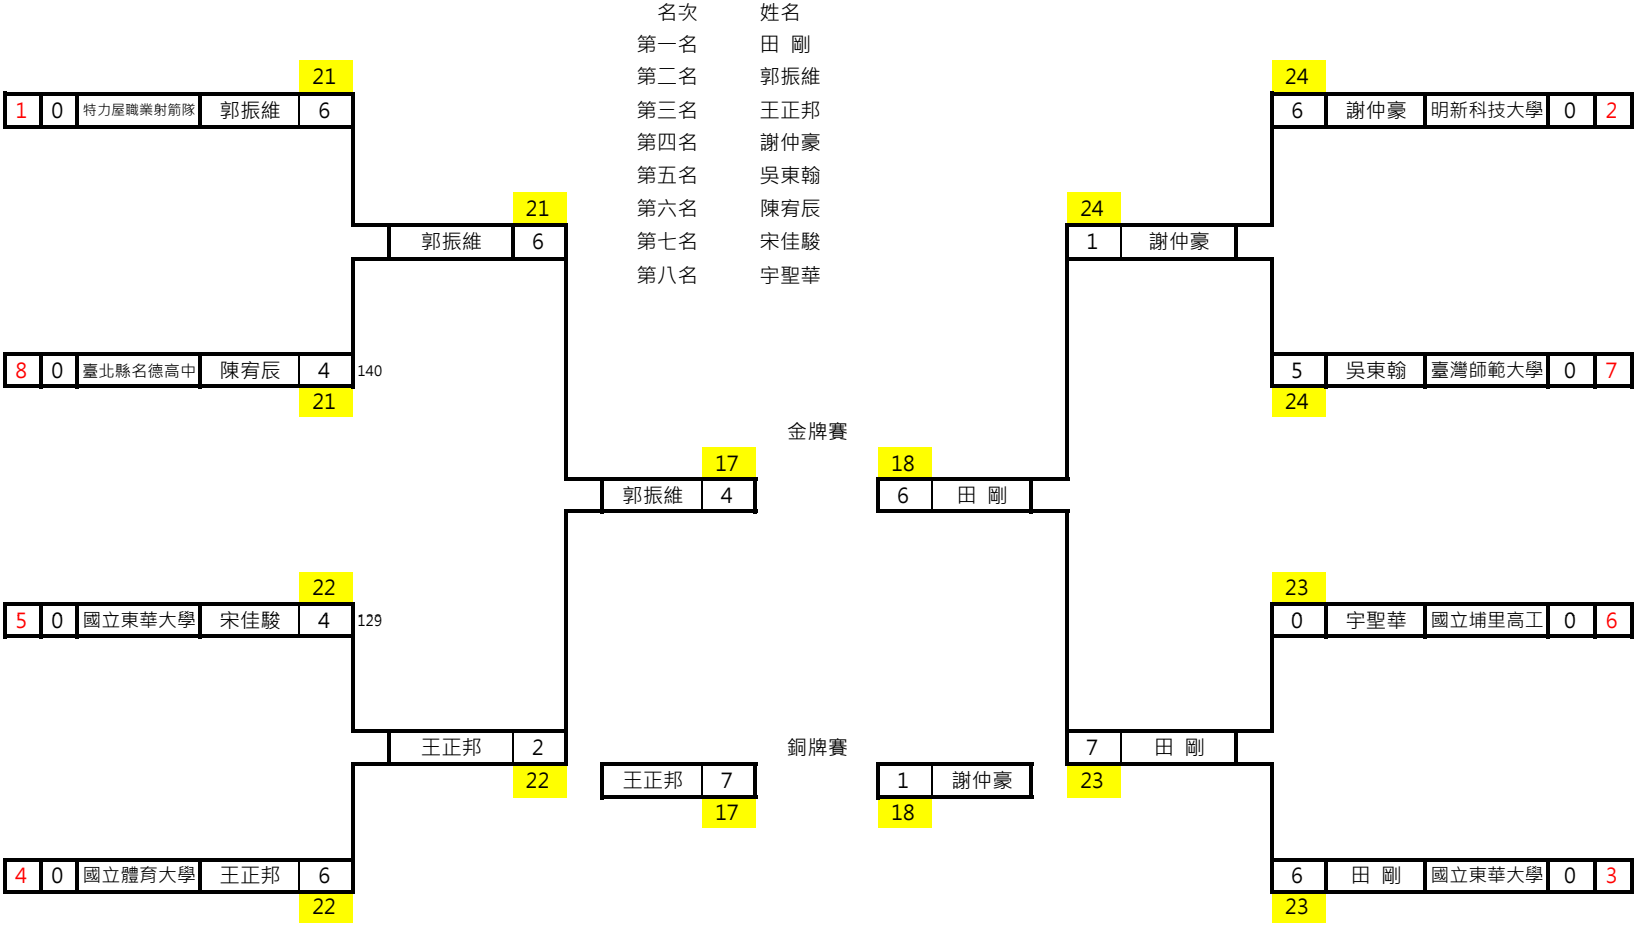 名次 姓名
第一名 田 剛
21 第二名 郭振維 24
1 0 特力屋職業射箭隊 郭振維 6 第三名 王正邦 6 謝仲豪 明新科技大學 0 2
第四名 謝仲豪
第五名 吳東翰
21 第六名 陳宥辰 24
郭振維 6 第七名 宋佳駿 1 謝仲豪
第八名 宇聖華
8 0 臺北縣名德高中 陳宥辰 4 140 5 吳東翰 臺灣師範大學 0 7
21 24
金牌賽
17 18
郭振維 4 6 田 剛
22 23
5 0 國立東華大學 宋佳駿 4 129 0 宇聖華 國立埔里高工 0 6
王正邦 2 銅牌賽 7 田 剛
22 王正邦 7 1 謝仲豪 23
17 18
4 0 國立體育大學 王正邦 6 6 田 剛 國立東華大學 0 3
22 23